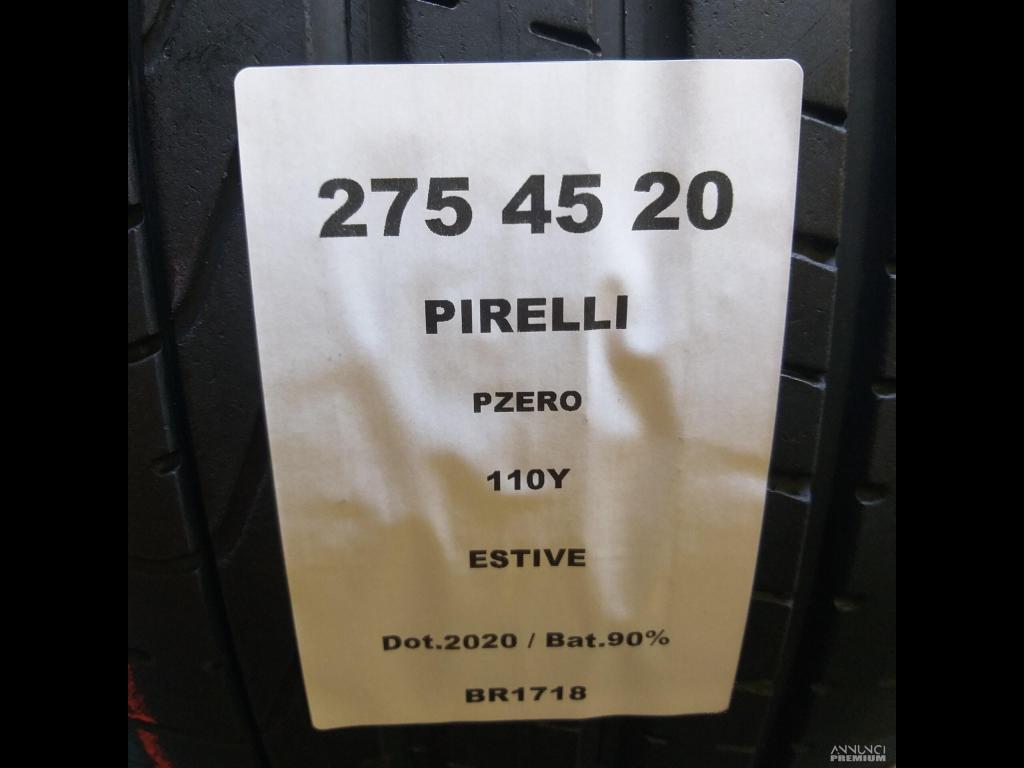 275 45 20
PIRELLI
PZERO
110Y
ESTIVE
Dot.2020 / Bat.90%
BR1718
ANNUNCI
PREMIUM